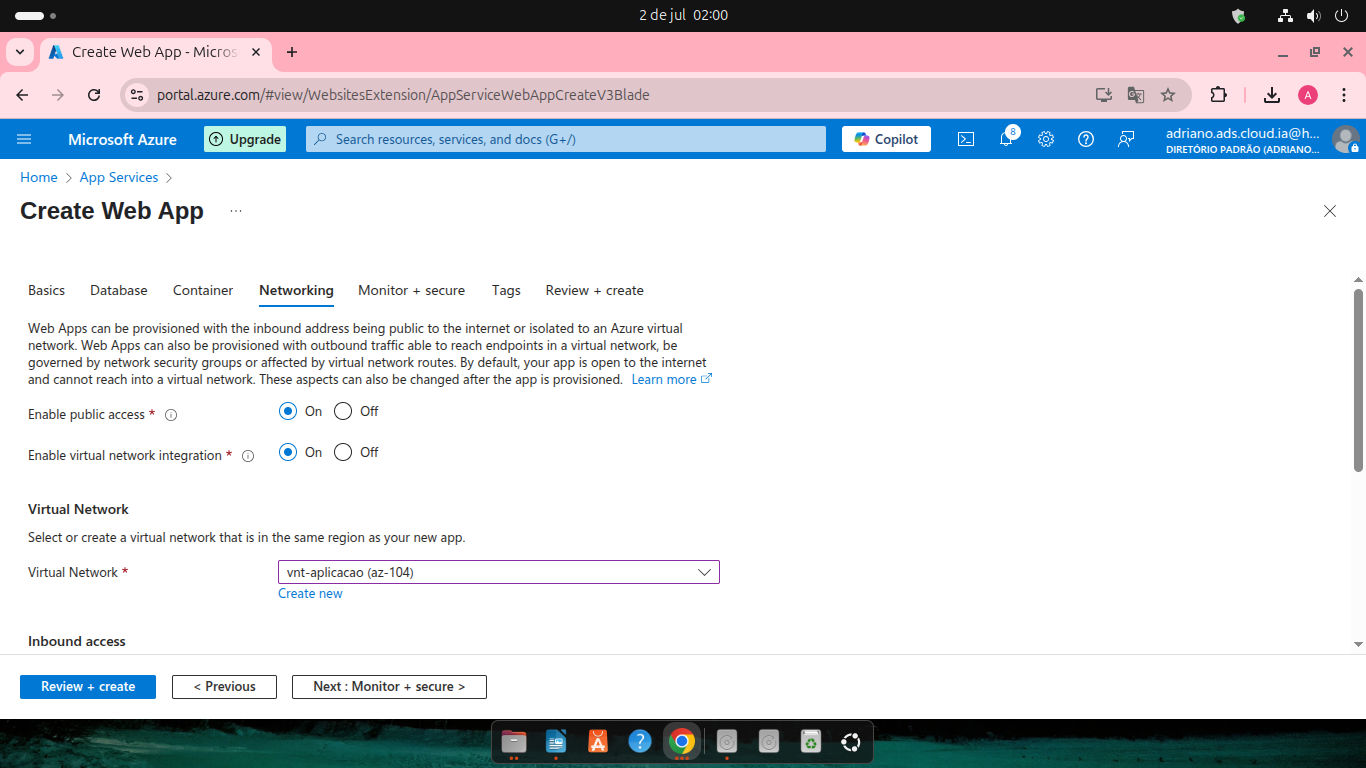 2 de jul 02:00
Create Web App - Micros
portal.azure.com/#view/WebsitesExtension/AppServiceWebAppCreateV3Blade
A
Microsoft Azure
Upgrade
Search resources, services, and docs (G+/)
Copilot
8
adriano.ads.cloud.ia@h...
DIRETÓRIO PADRÃO (ADRIANO...
Home > App Services >
Create Web App
...
Basics Database Container Networking Monitor + secure Tags Review + create
Web Apps can be provisioned with the inbound address being public to the internet or isolated to an Azure virtual
network. Web Apps can also be provisioned with outbound traffic able to reach endpoints in a virtual network, be
governed by network security groups or affected by virtual network routes. By default, your app is open to the internet
and cannot reach into a virtual network. These aspects can also be changed after the app is provisioned. Learn more
Enable public access * On Off
Enable virtual network integration * On Off
Virtual Network
Select or create a virtual network that is in the same region as your new app.
Virtual Network * vnt-aplicacao (az-104)
Create new
Inbound access
Review + create < Previous Next : Monitor + secure >